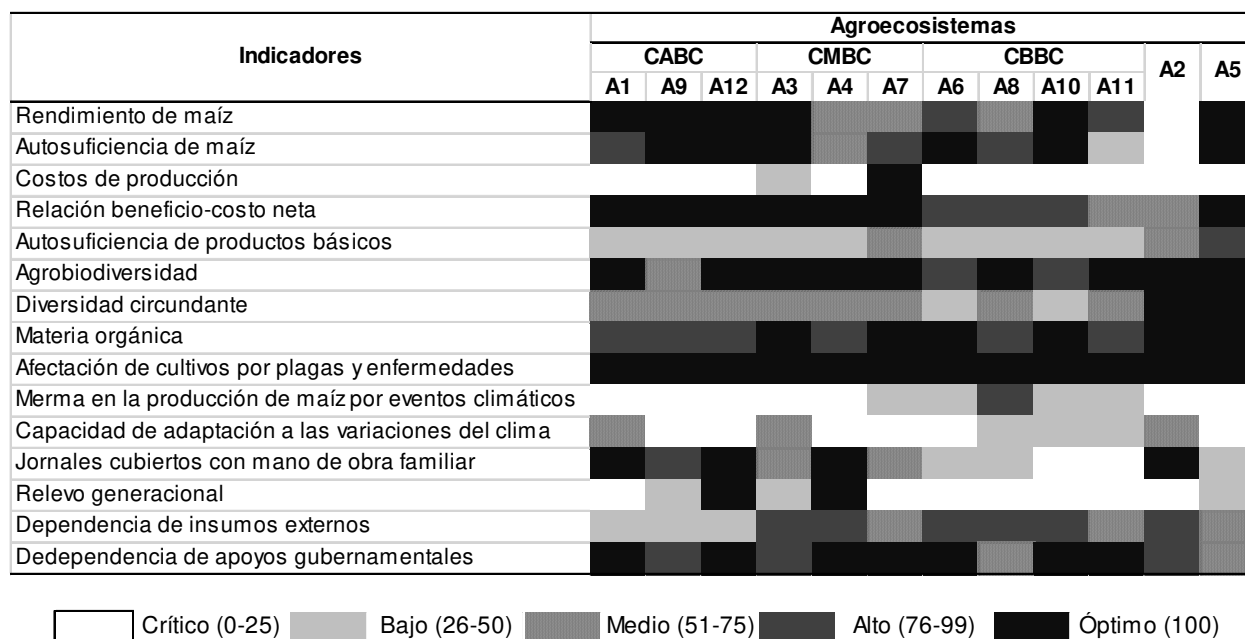 Agroecosistemas
Indicadores
CABC CMBC CBBC A2 A5
A1 A9 A12 A3 A4 A7 A6 A8 A10 A11
Rendimiento de maíz
Autosuficiencia de maíz
Costos de producción
Relación beneficio-costo neta
Autosuficiencia de productos básicos
Agrobiodiversidad
Diversidad circundante
Materia orgánica
Afectación de cultivos por plagas y enfermedades
Merma en la producción de maíz por eventos climáticos
Capacidad de adaptación a las variaciones del clima
Jornales cubiertos con mano de obra familiar
Relevo generacional
Dependencia de insumos externos
Dedependencia de apoyos gubernamentales
Crítico (0-25) Bajo (26-50) Medio (51-75) Alto (76-99) Óptimo (100)